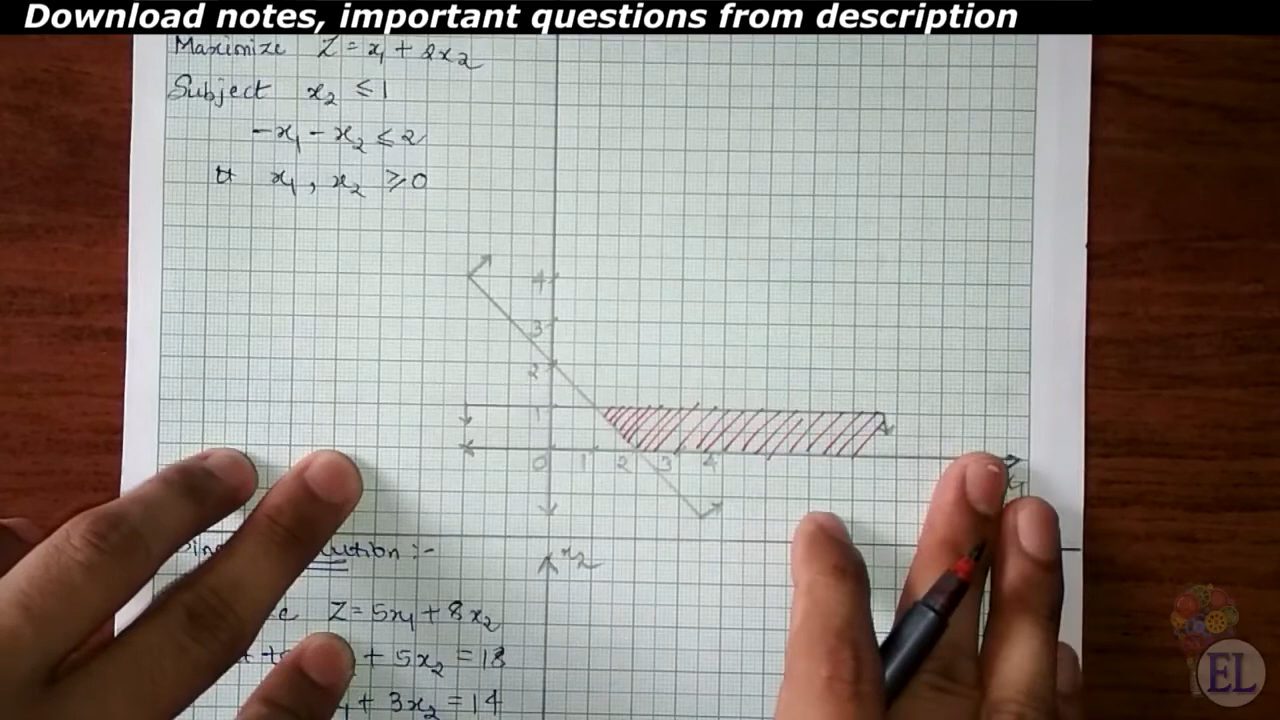 Download notes, important questions from description
Maximize Z = x₁ + 2x₂
Subject x₂ ≤ 1
-x₁ - x₂ ≤ 2
x₁, x₂ ≥ 0
4
3
2
1
0 1 2 3 4
x₁
lution :-
x₂
Z = 5x₁ + 8x₂
+ 5x₂ = 18
+ 3x₂ = 14
EL